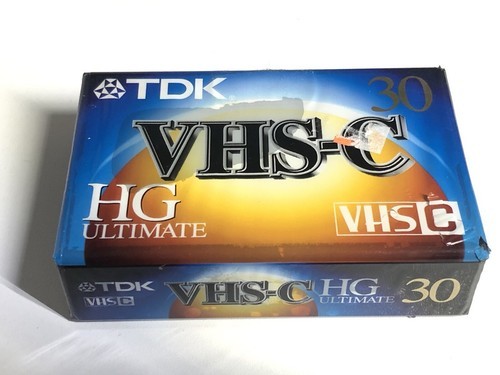 TDK
30
VHS-C
HG
ULTIMATE
VHS C
TDK
VHS C
VHS-C
HG
ULTIMATE
30